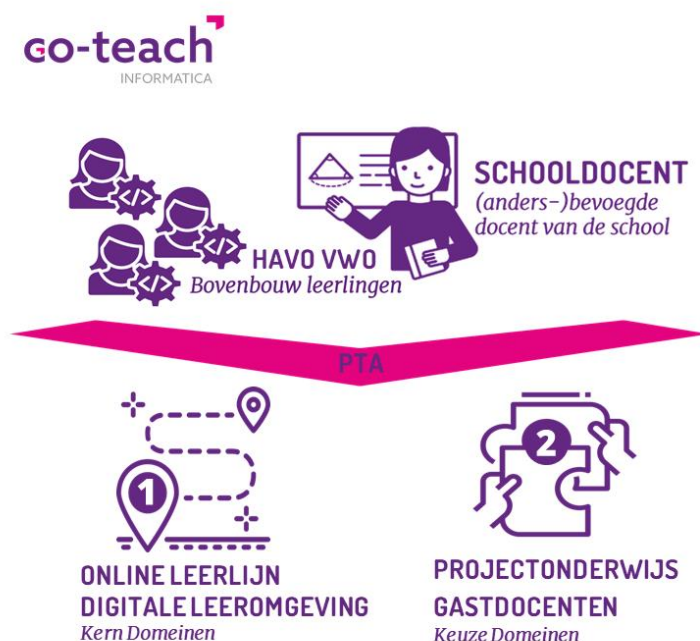 Go-teach
INFORMATICA
SCHOOLDOCENT
(anders-)bevoegde
docent van de school
</>
</>
</>
HAVO VWO
Bovenbouw leerlingen
PTA
1
2
ONLINE LEERLIJN
DIGITALE LEEROMGEVING
Kern Domeinen
PROJECTONDERWIJS
GASTDOCENTEN
Keuze Domeinen